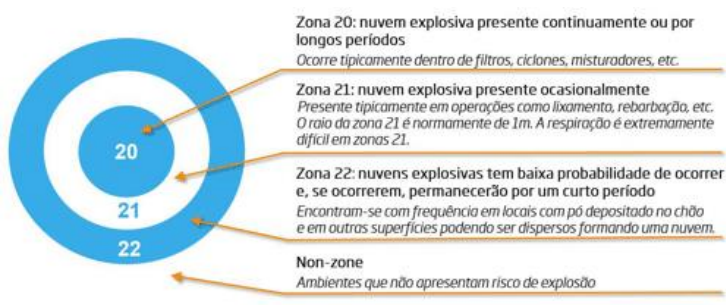 Zona 20: nuvem explosiva presente continuamente ou por
longos períodos
Ocorre tipicamente dentro de filtros, ciclones, misturadores, etc.
Zona 21: nuvem explosiva presente ocasionalmente
Presente tipicamente em operações como lixamento, rebarbação, etc.
O raio da zona 21 é normamente de 1m. A respiração é extremamente
difícil em zonas 21.
Zona 22: nuvens explosivas tem baixa probabilidade de ocorrer
e, se ocorrerem, permanecerão por um curto período
Encontram-se com frequência em locais com pó depositado no chão
e em outras superfícies podendo ser dispersos formando uma nuvem.
Non-zone
Ambientes que não apresentam risco de explosão
20
21
22